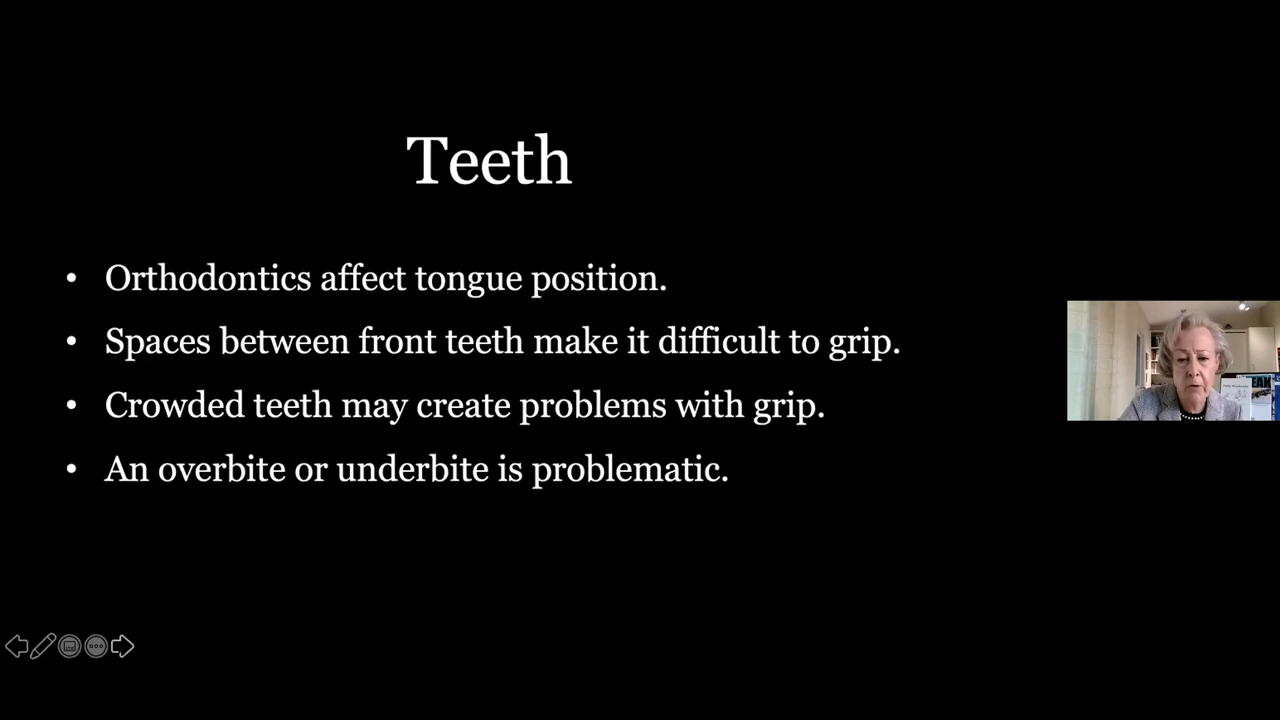 Teeth
• Orthodontics affect tongue position.
• Spaces between front teeth make it difficult to grip.
• Crowded teeth may create problems with grip.
• An overbite or underbite is problematic.